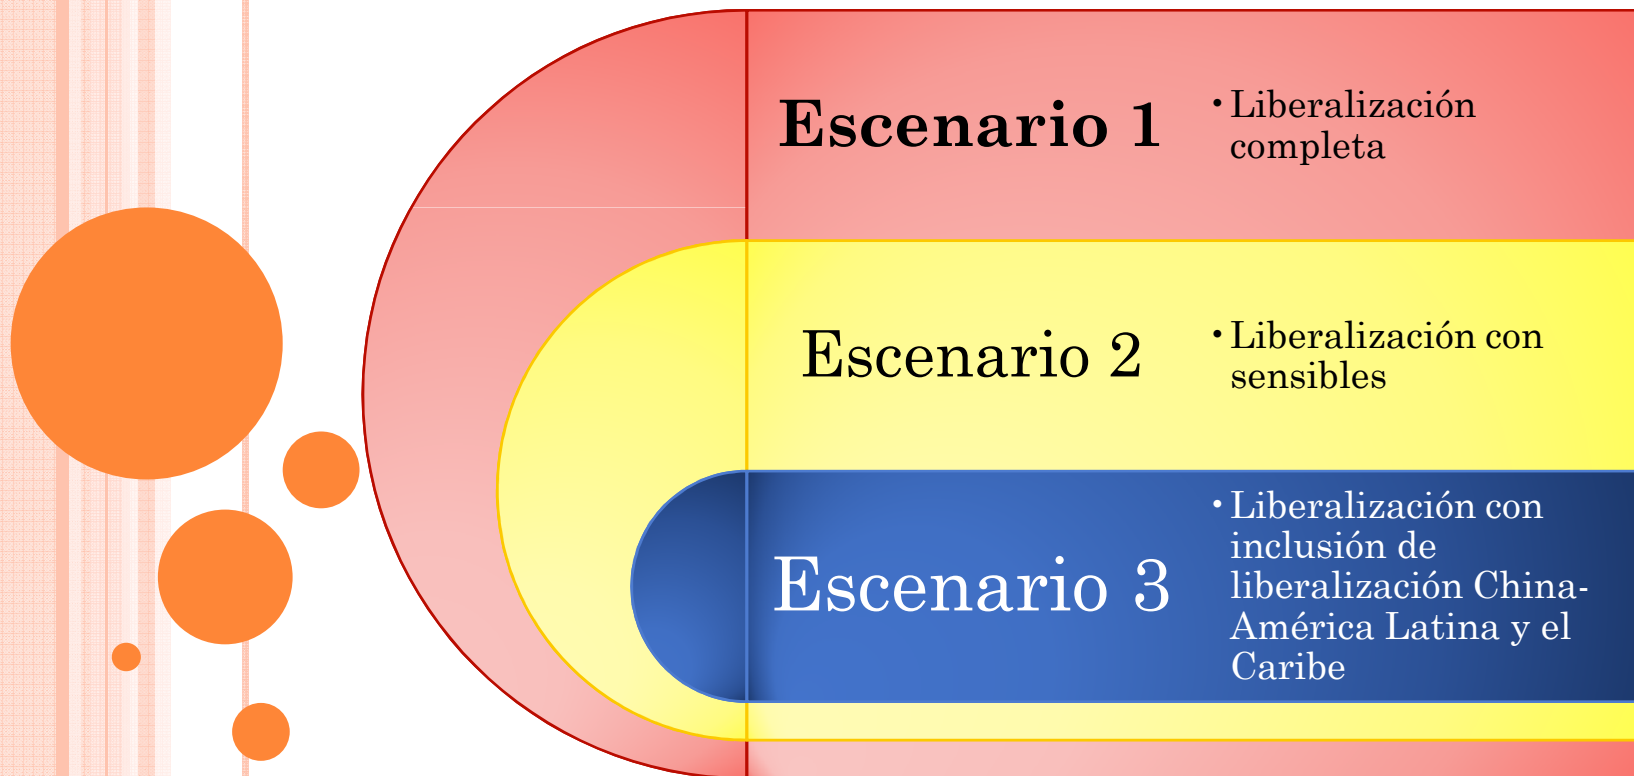 Escenario 1
• Liberalización
completa
Escenario 2
• Liberalización con
sensibles
Escenario 3
• Liberalización con
inclusión de
liberalización China-
América Latina y el
Caribe